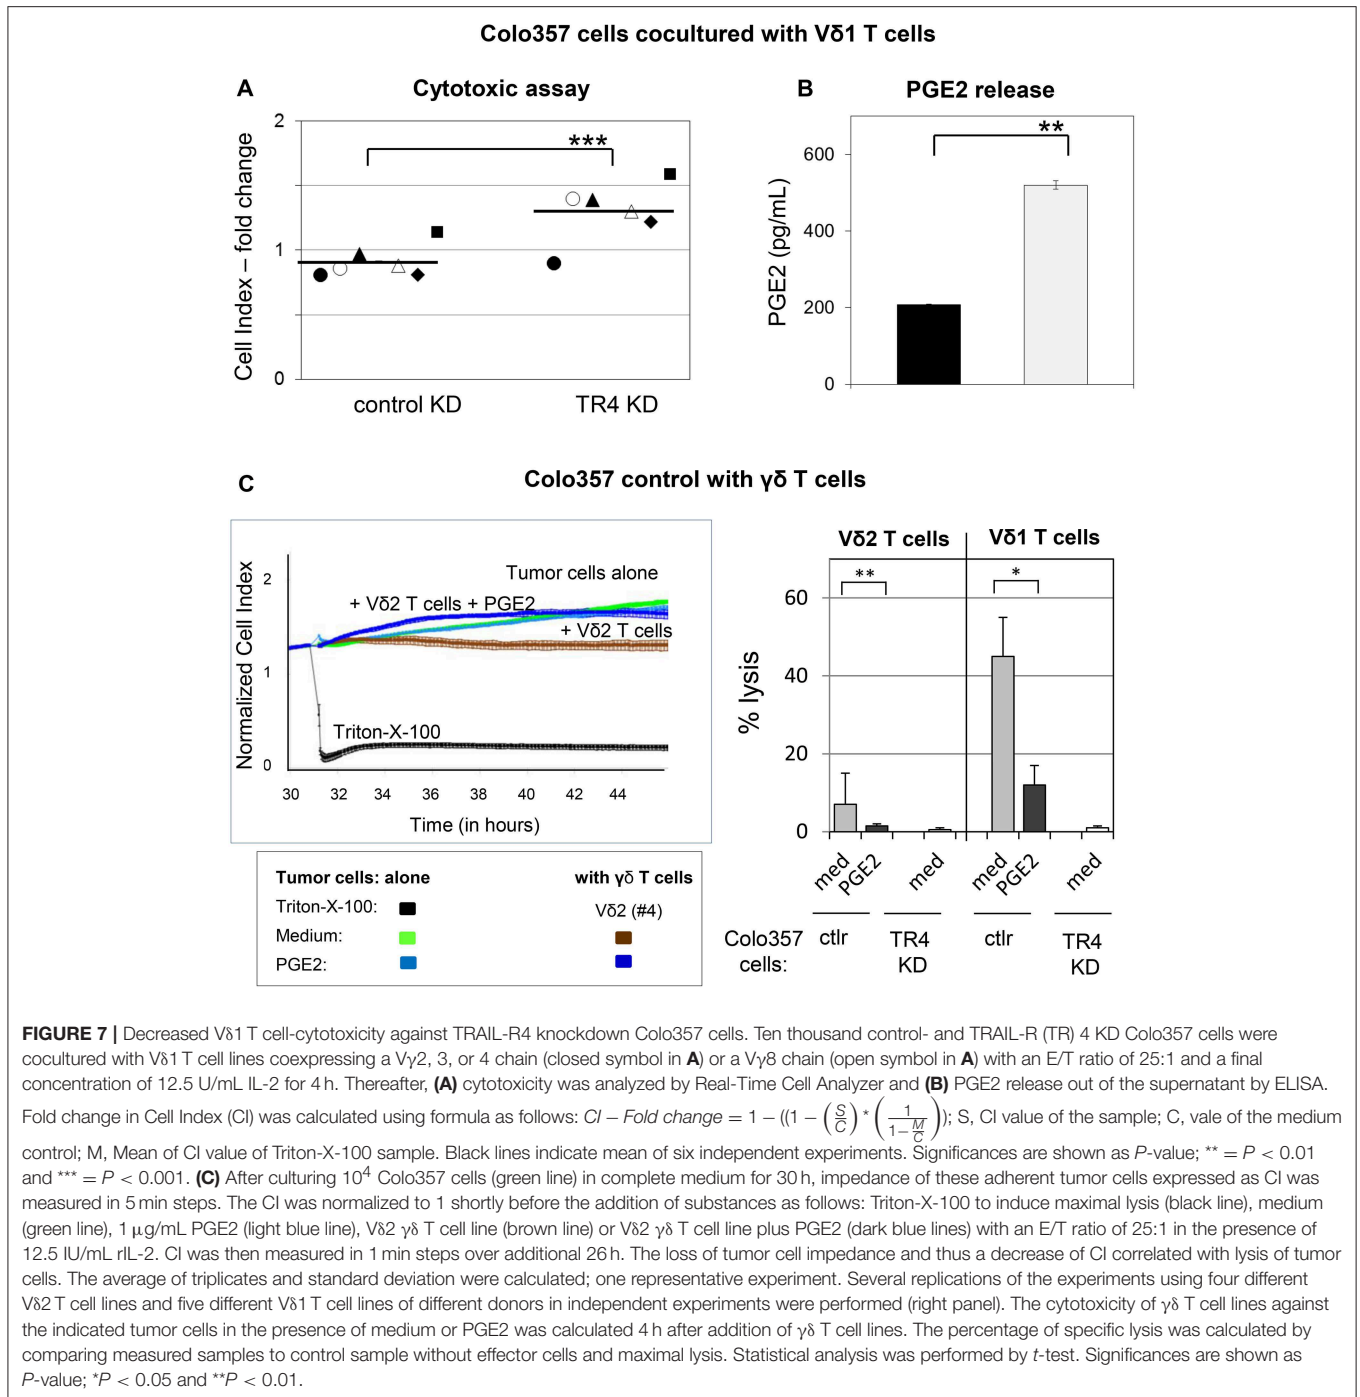 Colo357 cells cocultured with Vδ1 T cells
A
Cytotoxic assay
2
1
0
Cell Index – fold change
***
control KD
TR4 KD
B
PGE2 release
600
400
200
0
PGE2 (pg/mL)
**
C
Colo357 control with γδ T cells
2
1
0
Normalized Cell Index
Tumor cells alone
+ Vδ2 T cells + PGE2
+ Vδ2 T cells
Triton-X-100
30 32 34 36 38 40 42 44
Time (in hours)
Tumor cells: alone with γδ T cells
Triton-X-100: Vδ2 (#4)
Medium:
PGE2:
Vδ2 T cells Vδ1 T cells
** *
60
40
20
0
% lysis
med PGE2 med med PGE2 med
Colo357 cells: ctlr TR4 KD ctlr TR4 KD
FIGURE 7 | Decreased Vδ1 T cell-cytotoxicity against TRAIL-R4 knockdown Colo357 cells. Ten thousand control- and TRAIL-R (TR) 4 KD Colo357 cells were
cocultured with Vδ1 T cell lines coexpressing a Vγ2, 3, or 4 chain (closed symbol in A) or a Vγ8 chain (open symbol in A) with an E/T ratio of 25:1 and a final
concentration of 12.5 U/mL IL-2 for 4 h. Thereafter, (A) cytotoxicity was analyzed by Real-Time Cell Analyzer and (B) PGE2 release out of the supernatant by ELISA.
Fold change in Cell Index (CI) was calculated using formula as follows: CI − Fold change = 1 − ((1 − (S/C) * (1/(1−M/C))); S, CI value of the sample; C, vale of the medium
control; M, Mean of CI value of Triton-X-100 sample. Black lines indicate mean of six independent experiments. Significances are shown as P-value; ** = P < 0.01
and *** = P < 0.001. (C) After culturing 10⁴ Colo357 cells (green line) in complete medium for 30 h, impedance of these adherent tumor cells expressed as CI was
measured in 5 min steps. The CI was normalized to 1 shortly before the addition of substances as follows: Triton-X-100 to induce maximal lysis (black line), medium
(green line), 1 μg/mL PGE2 (light blue line), Vδ2 γδ T cell line (brown line) or Vδ2 γδ T cell line plus PGE2 (dark blue lines) with an E/T ratio of 25:1 in the presence of
12.5 IU/mL rIL-2. CI was then measured in 1 min steps over additional 26 h. The loss of tumor cell impedance and thus a decrease of CI correlated with lysis of tumor
cells. The average of triplicates and standard deviation were calculated; one representative experiment. Several replications of the experiments using four different
Vδ2 T cell lines and five different Vδ1 T cell lines of different donors in independent experiments were performed (right panel). The cytotoxicity of γδ T cell lines against
the indicated tumor cells in the presence of medium or PGE2 was calculated 4 h after addition of γδ T cell lines. The percentage of specific lysis was calculated by
comparing measured samples to control sample without effector cells and maximal lysis. Statistical analysis was performed by t-test. Significances are shown as
P-value; *P < 0.05 and **P < 0.01.